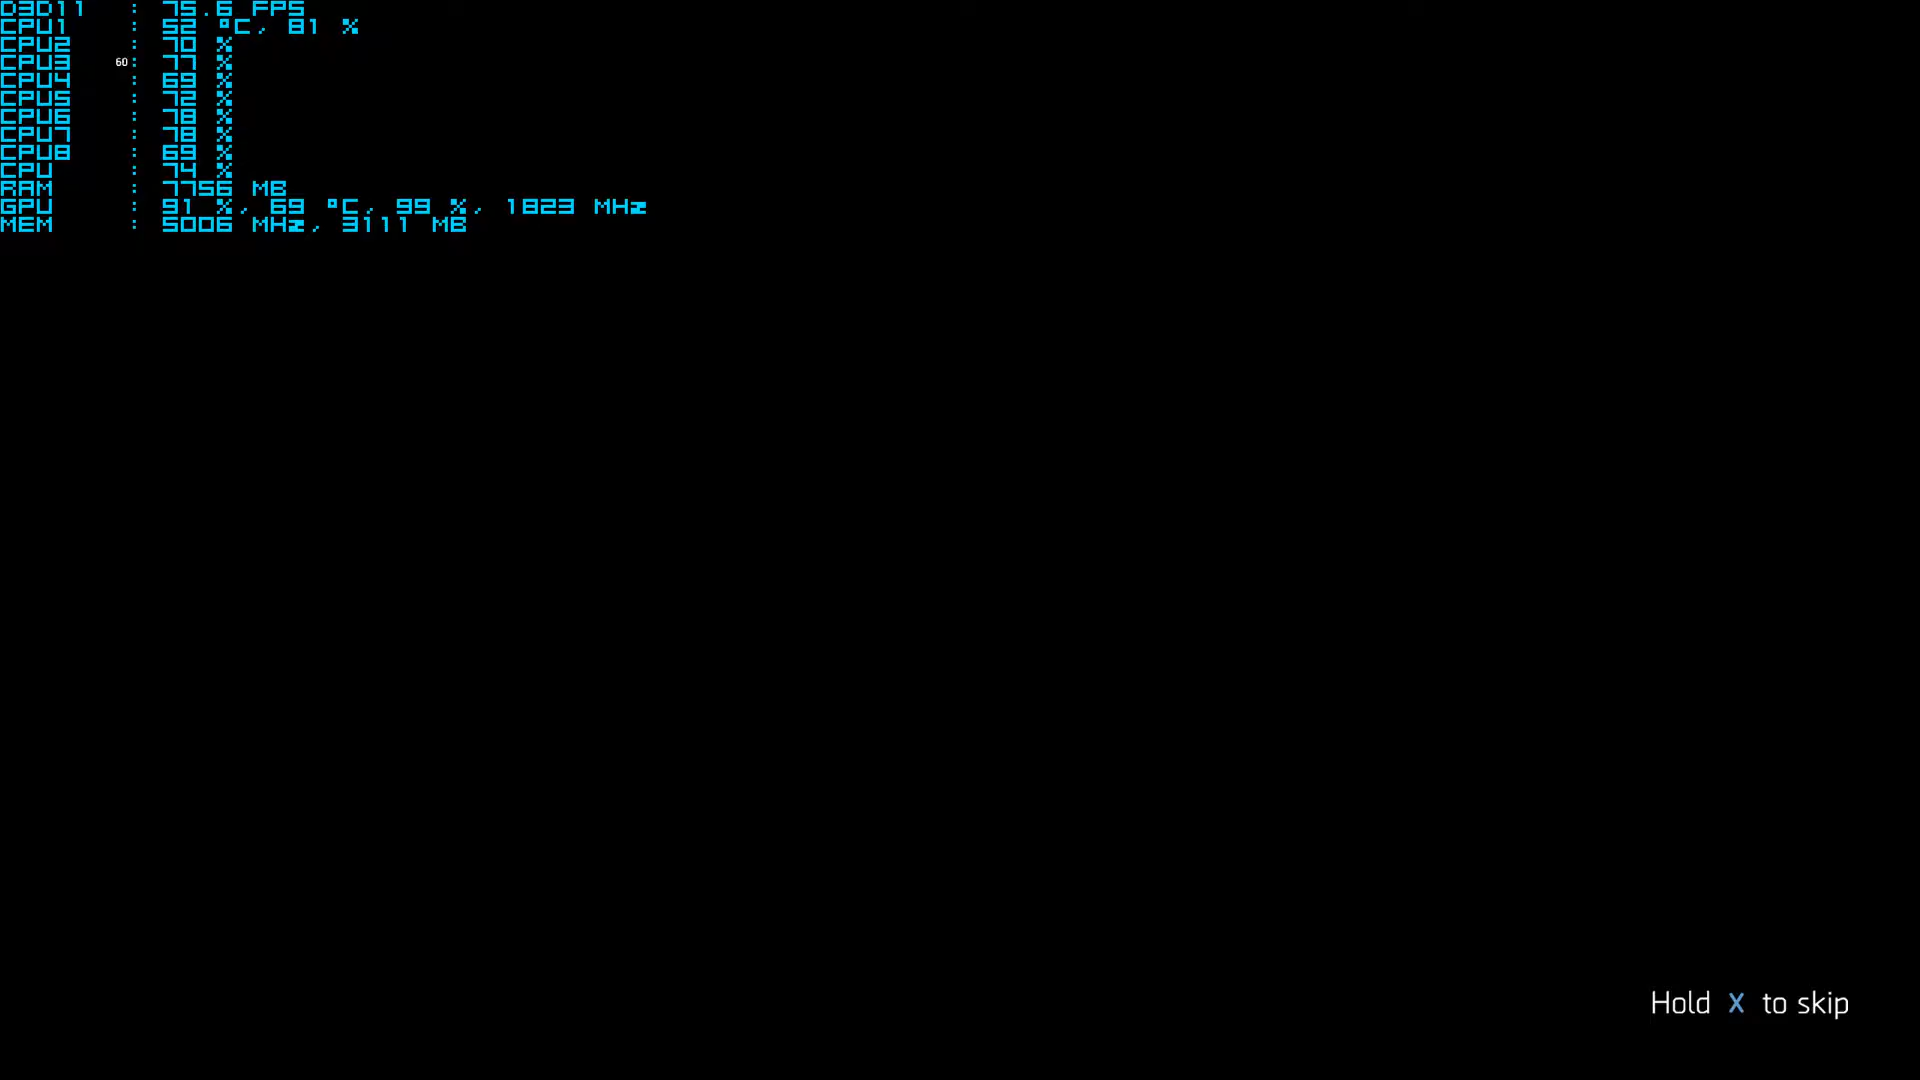 D3D11 : 75.6 FPS
CPU1 : 52 °C, 81 %
CPU2 : 70 %
CPU3 60 : 77 %
CPU4 : 69 %
CPU5 : 72 %
CPU6 : 78 %
CPU7 : 78 %
CPU8 : 69 %
CPU : 74 %
RAM : 7756 MB
GPU : 91 %, 69 °C, 99 %, 1823 MHz
MEM : 5006 MHz, 3111 MB
Hold X to skip